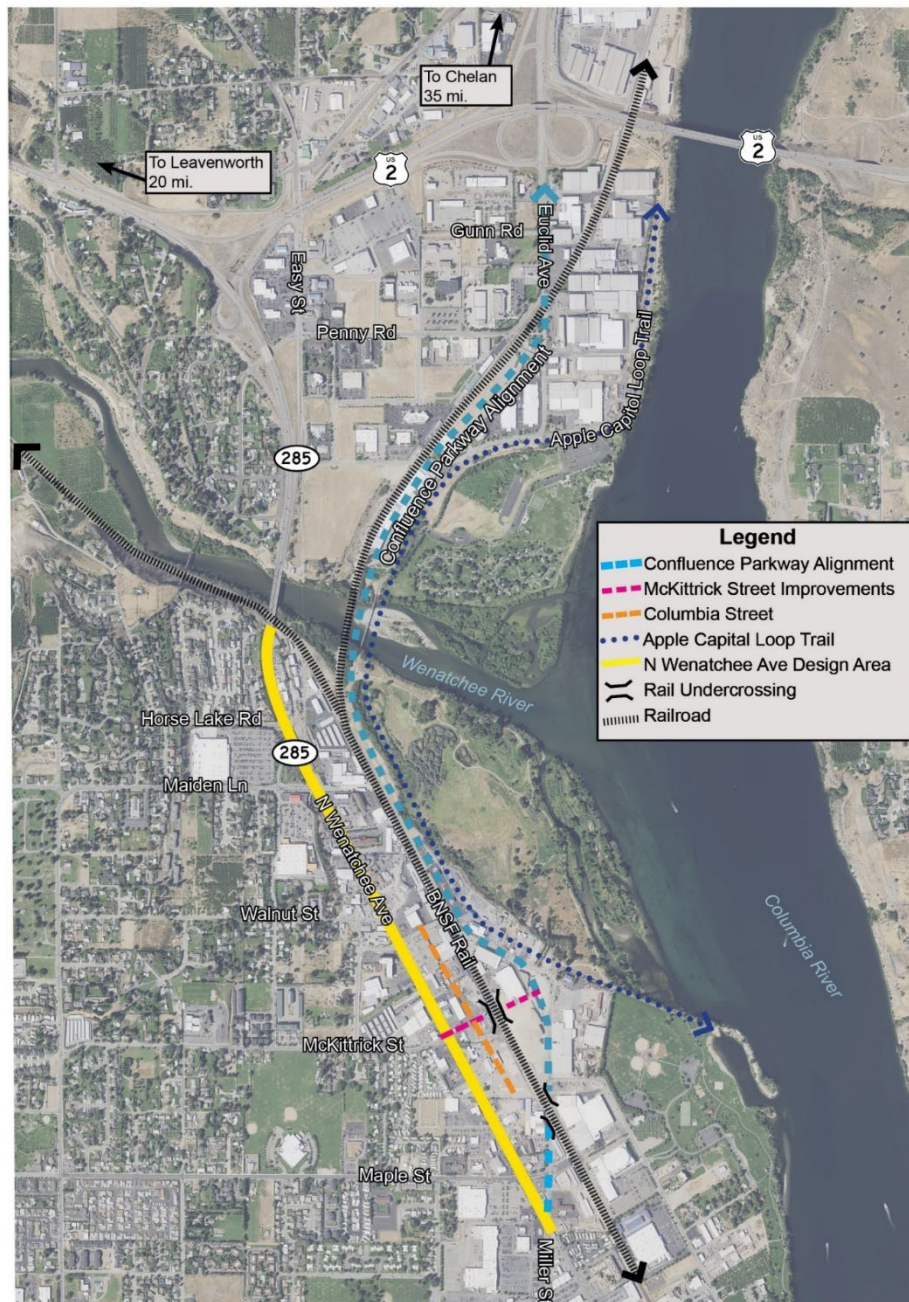 To Chelan
35 mi.
To Leavenworth
20 mi.
US
2
US
2
Gunn Rd
Euclid Ave
Easy St
Penny Rd
Confluence Parkway Alignment
Apple Capitol Loop Trail
285
Legend
Confluence Parkway Alignment
McKittrick Street Improvements
Columbia Street
Apple Capital Loop Trail
N Wenatchee Ave Design Area
Rail Undercrossing
Railroad
Wenatchee River
Horse Lake Rd
285
Maiden Ln
N Wenatchee Ave
BNSF Rail
Walnut St
Columbia River
McKittrick St
Maple St
Miller St